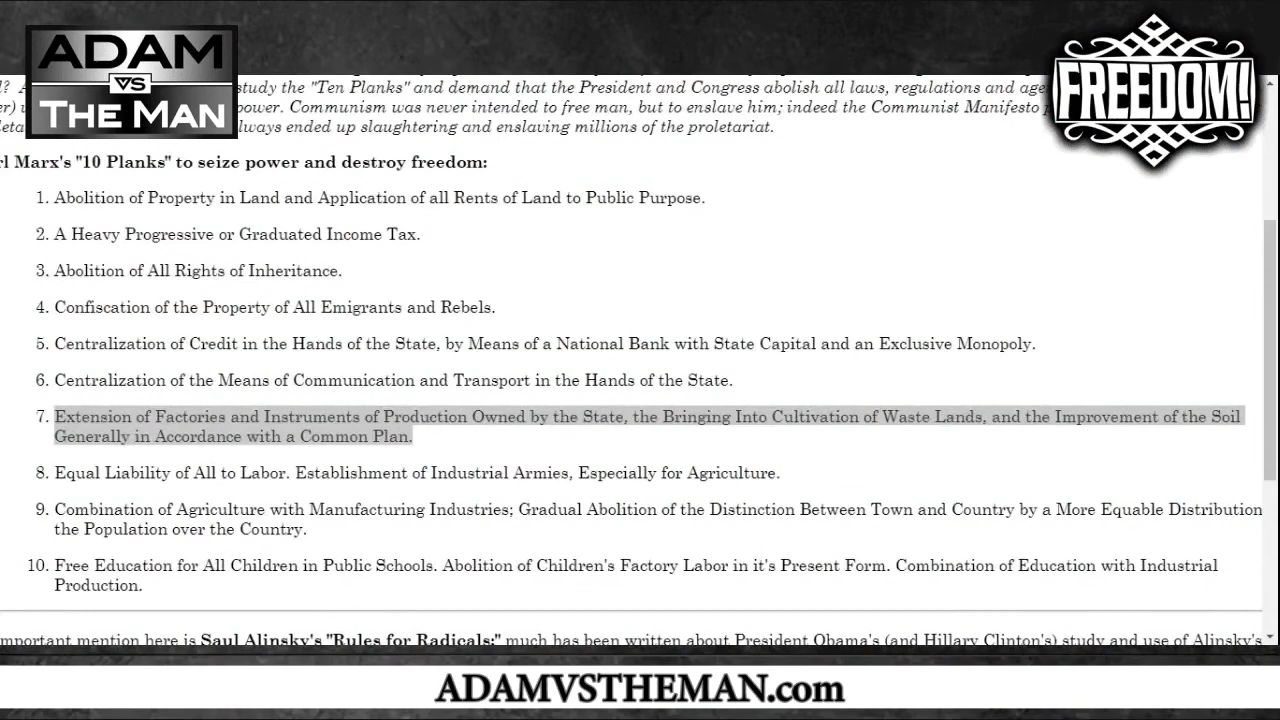 ADAM
VS
THE MAN
FREEDOM!
study the "Ten Planks" and demand that the President and Congress abolish all laws, regulations and
power. Communism was never intended to free man, but to enslave him; indeed the Communist Manifesto
always ended up slaughtering and enslaving millions of the proletariat.
Marx's "10 Planks" to seize power and destroy freedom:
1. Abolition of Property in Land and Application of all Rents of Land to Public Purpose.
2. A Heavy Progressive or Graduated Income Tax.
3. Abolition of All Rights of Inheritance.
4. Confiscation of the Property of All Emigrants and Rebels.
5. Centralization of Credit in the Hands of the State, by Means of a National Bank with State Capital and an Exclusive Monopoly.
6. Centralization of the Means of Communication and Transport in the Hands of the State.
7. Extension of Factories and Instruments of Production Owned by the State, the Bringing Into Cultivation of Waste Lands, and the Improvement of the Soil
Generally in Accordance with a Common Plan.
8. Equal Liability of All to Labor. Establishment of Industrial Armies, Especially for Agriculture.
9. Combination of Agriculture with Manufacturing Industries; Gradual Abolition of the Distinction Between Town and Country by a More Equable Distribution
the Population over the Country.
10. Free Education for All Children in Public Schools. Abolition of Children's Factory Labor in it's Present Form. Combination of Education with Industrial
Production.
important mention here is Saul Alinsky's "Rules for Radicals:" much has been written about President Obama's (and Hillary Clinton's) study and use of Alinsky's
ADAMVSTHEMAN.com